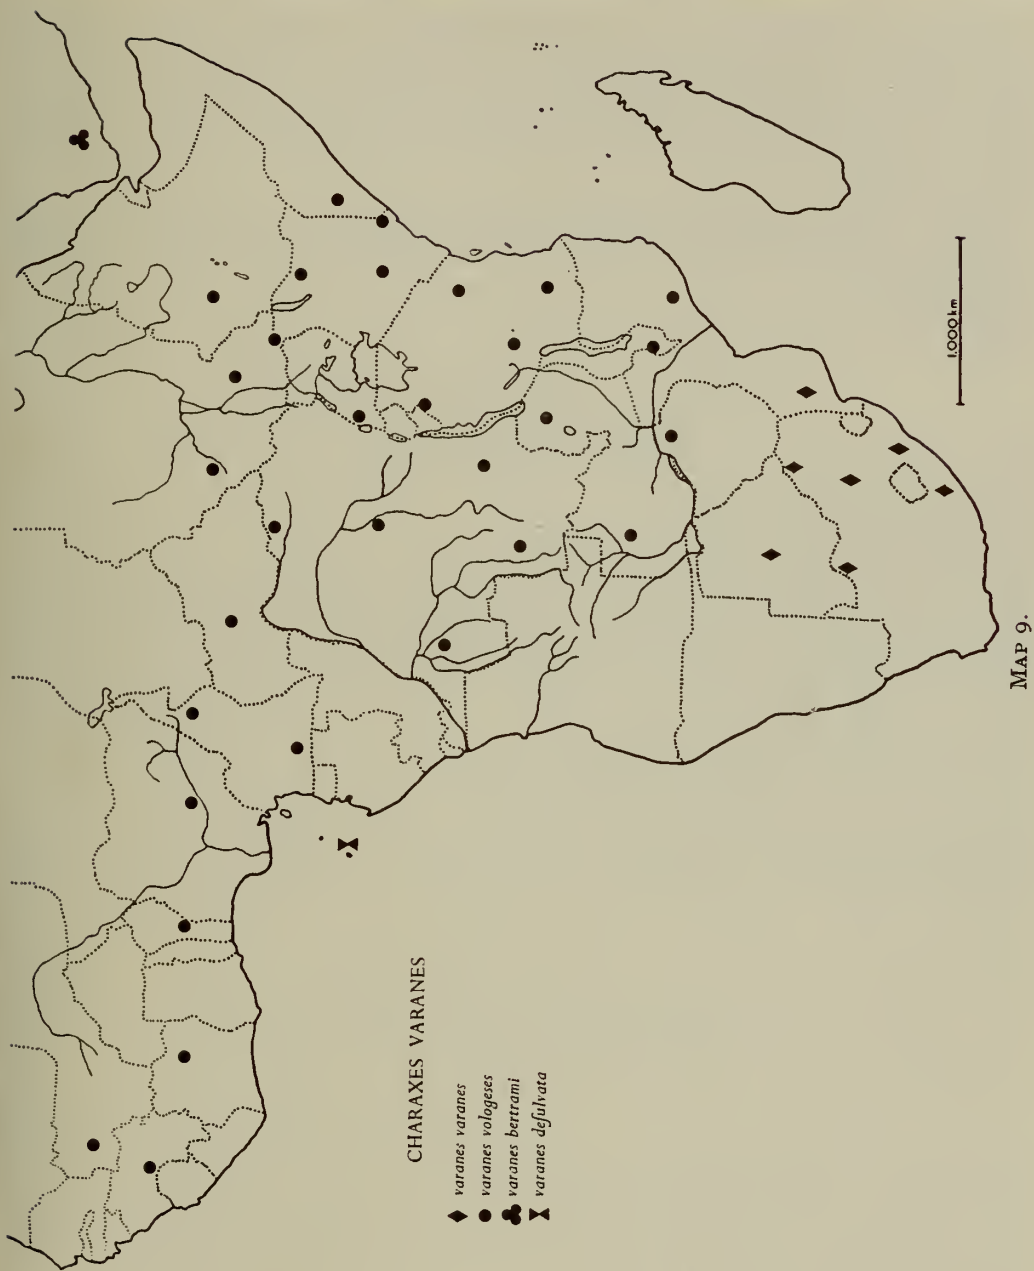 CHARAXES VARANES
varanes varanes
varanes vologeses
varanes bertrami
varanes defulvata
1.000 km
MAP 9.